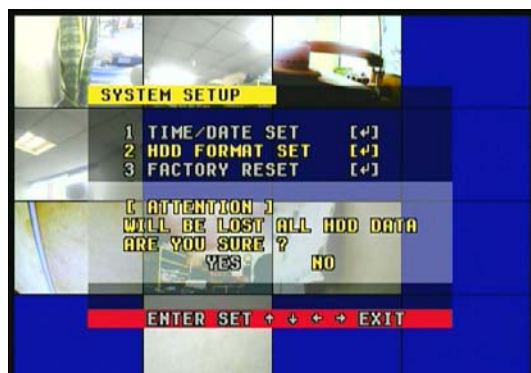 SYSTEM SETUP
1 TIME/DATE SET [↵]
2 HDD FORMAT SET [↵]
3 FACTORY RESET [↵]
[ ATTENTION ]
WILL BE LOST ALL HDD DATA
ARE YOU SURE ?
YES NO
ENTER SET ↑ ↓ ← → EXIT